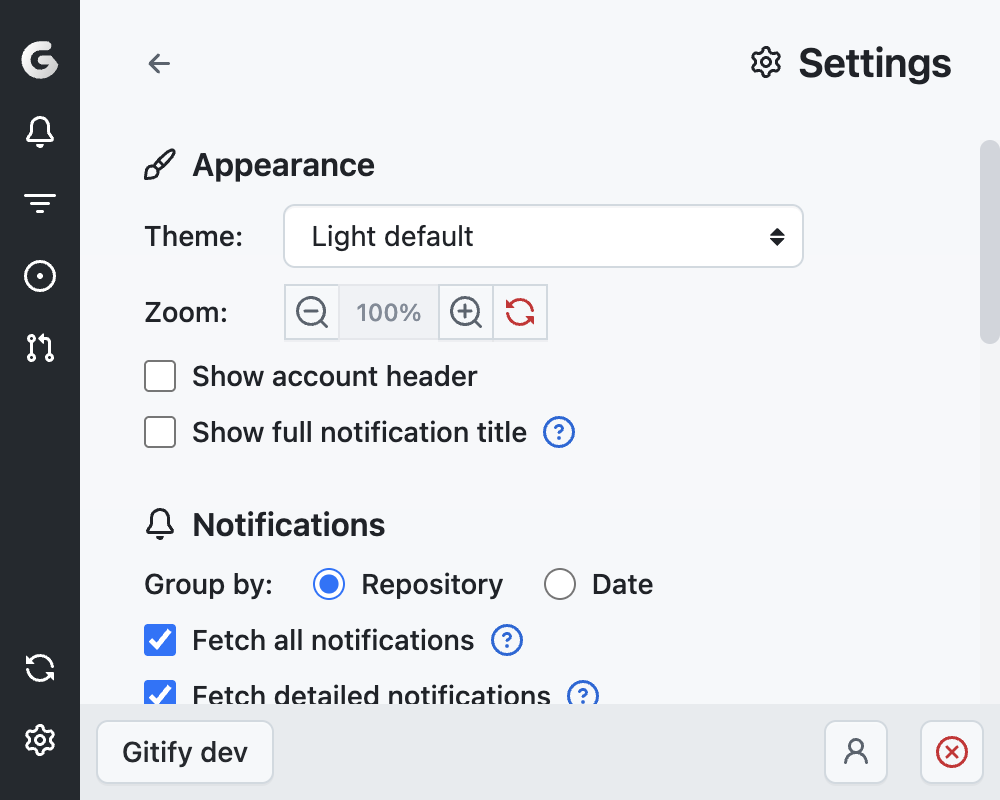 Settings
Appearance
Theme: Light default
Zoom: 100%
Show account header
Show full notification title
Notifications
Group by: Repository Date
Fetch all notifications
Fetch detailed notifications
Gitify dev